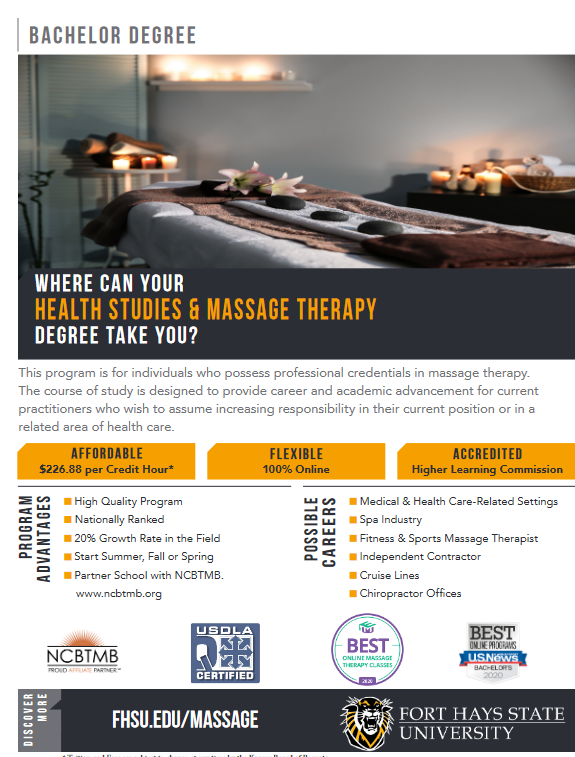 BACHELOR DEGREE
WHERE CAN YOUR
HEALTH STUDIES & MASSAGE THERAPY
DEGREE TAKE YOU?
This program is for individuals who possess professional credentials in massage therapy.
The course of study is designed to provide career and academic advancement for current
practitioners who wish to assume increasing responsibility in their current position or in a
related area of health care.
AFFORDABLE
$226.88 per Credit Hour*
FLEXIBLE
100% Online
ACCREDITED
Higher Learning Commission
PROGRAM
ADVANTAGES
High Quality Program
Nationally Ranked
20% Growth Rate in the Field
Start Summer, Fall or Spring
Partner School with NCBTMB.
www.ncbtmb.org
POSSIBLE
CAREERS
Medical & Health Care-Related Settings
Spa Industry
Fitness & Sports Massage Therapist
Independent Contractor
Cruise Lines
Chiropractor Offices
NCBTMB
PROUD AFFILIATE PARTNER
USDLA
CERTIFIED
BEST
ONLINE MASSAGE
THERAPY CLASSES
2020
BEST
ONLINE PROGRAMS
U.S.News
BACHELOR'S
2020
DISCOVER
MORE
FHSU.EDU/MASSAGE
FORT HAYS STATE
UNIVERSITY